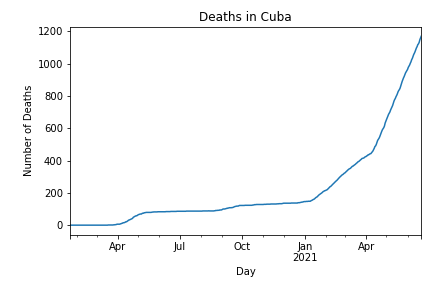 Deaths in Cuba
1200
1000
800
600
400
200
0
Number of Deaths
Apr
Jul
Oct
Jan
2021
Apr
Day